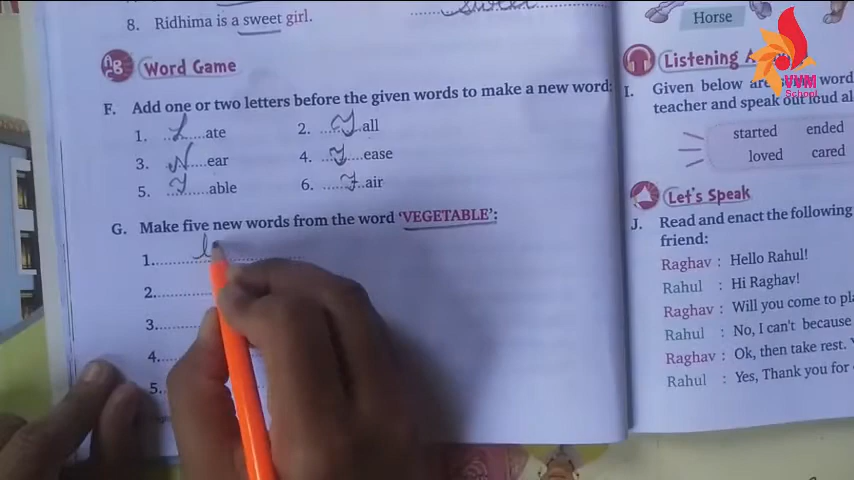 8. Ridhima is a sweet girl. ..........sweet..........
Horse
Word Game
F. Add one or two letters before the given words to make a new word:
1. ...L...ate 2. ......all
3. ...N...ear 4. ......ease
5. ......able 6. ......air
G. Make five new words from the word 'VEGETABLE':
1..........
2..........
3..........
4....
5.
Listening
I. Given below are word
teacher and speak out loud al
started ended
loved cared
Let's Speak
J. Read and enact the following
friend:
Raghav : Hello Rahul!
Rahul : Hi Raghav!
Raghav : Will you come to pla
Rahul : No, I can't because
Raghav : Ok, then take rest.
Rahul : Yes, Thank you for
VVM
School